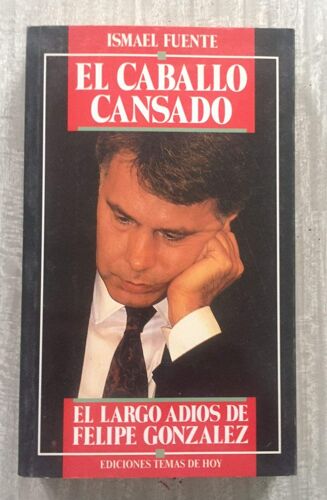 ISMAEL FUENTE
EL CABALLO
CANSADO
EL LARGO ADIOS DE
FELIPE GONZALEZ
EDICIONES TEMAS DE HOY